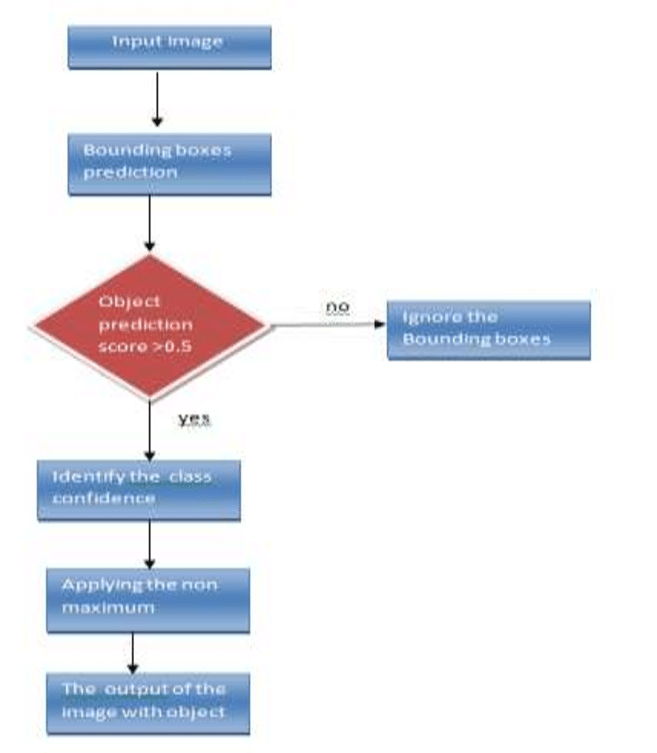 Input image
Bounding boxes
prediction
Object
prediction
score >0.5
no
Ignore the
Bounding boxes
yes
Identify the class
confidence
Applying the non
maximum
The output of the
image with object